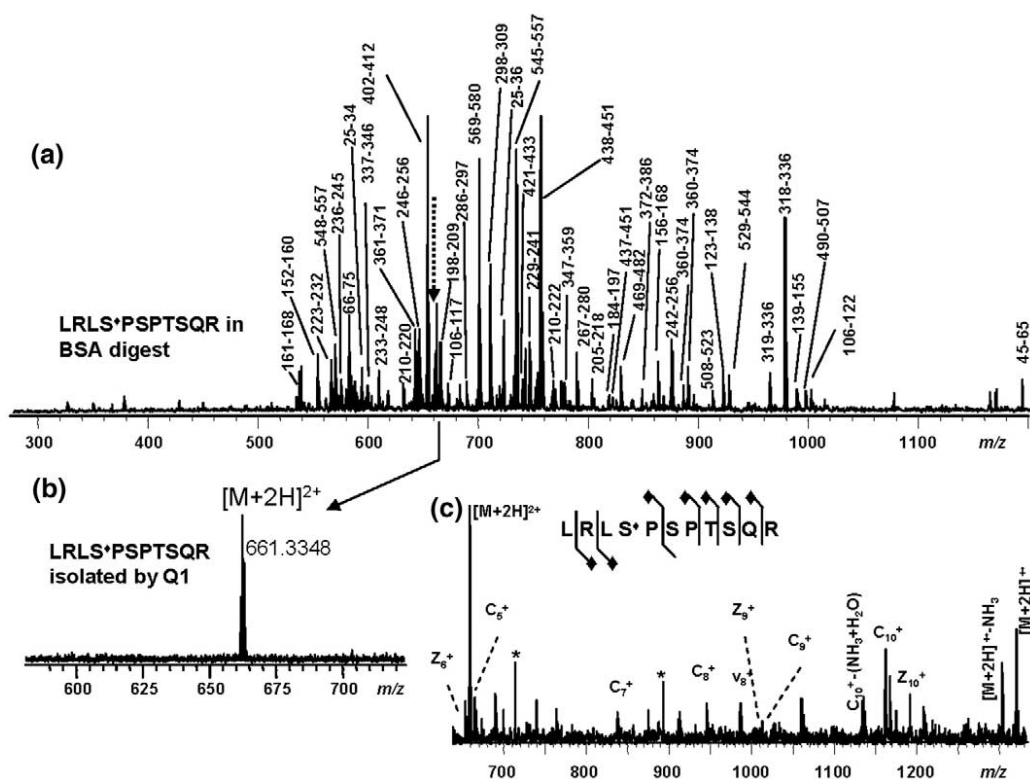 (a)
LRLS♦PSPTSQR in
BSA digest
161-168
152-160
223-232
548-557
236-245
66-75
25-34
337-346
233-248
210-220
361-371
246-256
402-412
106-117
198-209
286-297
569-580
298-309
25-36
545-557
421-433
229-241
438-451
210-222
347-359
267-280
205-218
184-197
437-451
469-482
372-386
156-168
242-256
360-374
360-374
508-523
123-138
529-544
319-336
318-336
139-155
490-507
106-122
45-65
300 400 500 600 700 800 900 1000 1100 m/z
(b)
[M+2H]²⁺
LRLS♦PSPTSQR
isolated by Q1
661.3348
600 625 650 675 700 m/z
(c)
[M+2H]²⁺
L R L S♦ P S P T S Q R
Z₆⁺
C₅⁺
*
*
C₇⁺
C₈⁺
v₈⁺
Z₉⁺
C₉⁺
C₁₀⁺-(NH₃+H₂O)
C₁₀⁺
Z₁₀⁺
[M+2H]⁺·-NH₃
[M+2H]⁺·
700 800 900 1000 1100 1200 m/z